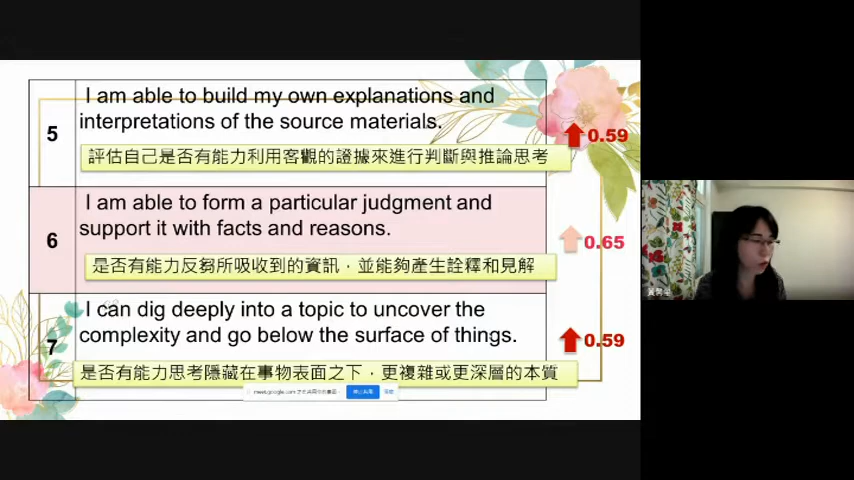 5
I am able to build my own explanations and
interpretations of the source materials.
0.59
評估自己是否有能力利用客觀的證據來進行判斷與推論思考
6
I am able to form a particular judgment and
support it with facts and reasons.
0.65
是否有能力反芻所吸收到的資訊，並能夠產生詮釋和見解
7
I can dig deeply into a topic to uncover the
complexity and go below the surface of things.
0.59
是否有能力思考隱藏在事物表面之下，更複雜或更深層的本質
meet.google.com